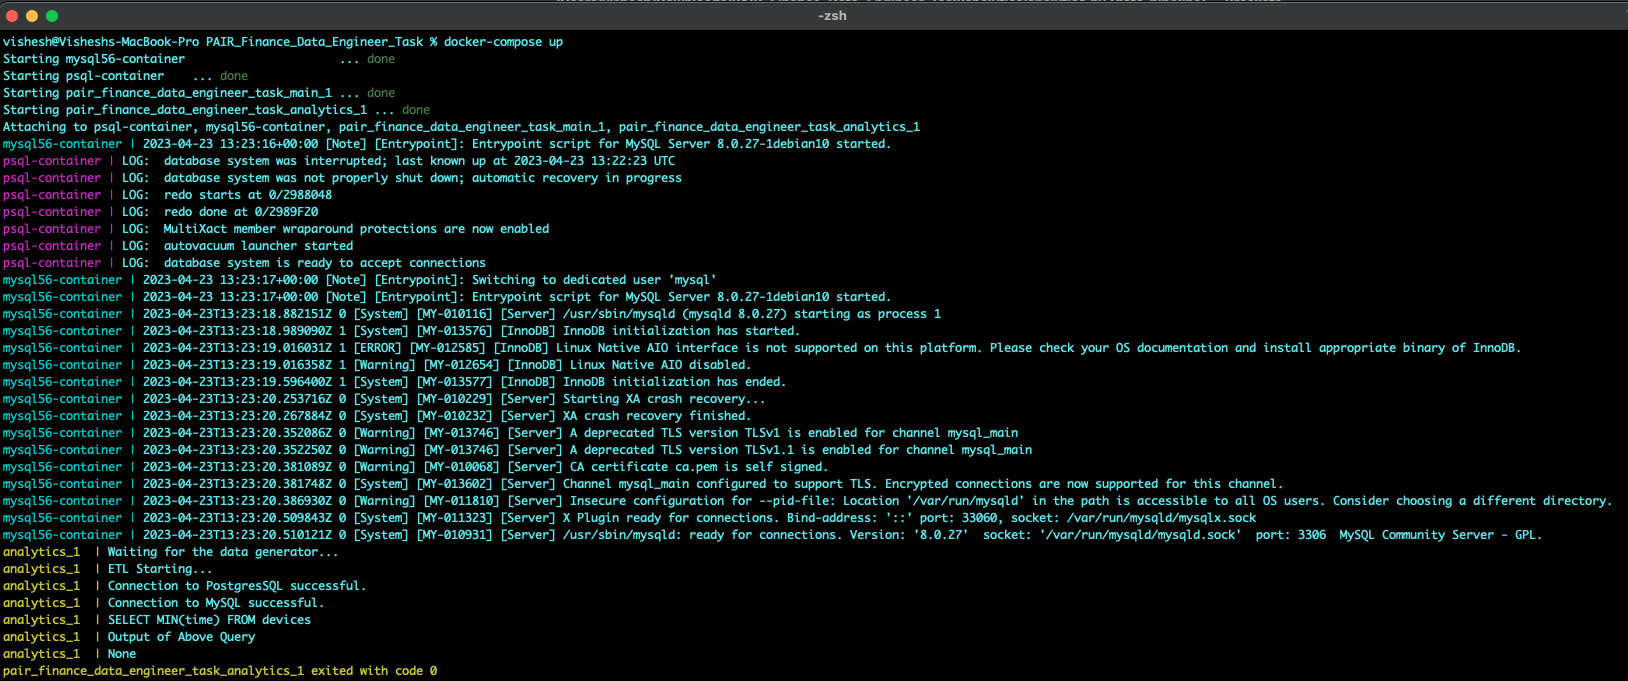 -zsh
vishesh@Visheshs-MacBook-Pro PAIR_Finance_Data_Engineer_Task % docker-compose up
Starting mysql56-container                      ... done
Starting psql-container    ... done
Starting pair_finance_data_engineer_task_main_1 ... done
Starting pair_finance_data_engineer_task_analytics_1 ... done
Attaching to psql-container, mysql56-container, pair_finance_data_engineer_task_main_1, pair_finance_data_engineer_task_analytics_1
mysql56-container | 2023-04-23 13:23:16+00:00 [Note] [Entrypoint]: Entrypoint script for MySQL Server 8.0.27-1debian10 started.
psql-container | LOG:  database system was interrupted; last known up at 2023-04-23 13:22:23 UTC
psql-container | LOG:  database system was not properly shut down; automatic recovery in progress
psql-container | LOG:  redo starts at 0/2988048
psql-container | LOG:  redo done at 0/2989F20
psql-container | LOG:  MultiXact member wraparound protections are now enabled
psql-container | LOG:  autovacuum launcher started
psql-container | LOG:  database system is ready to accept connections
mysql56-container | 2023-04-23 13:23:17+00:00 [Note] [Entrypoint]: Switching to dedicated user 'mysql'
mysql56-container | 2023-04-23 13:23:17+00:00 [Note] [Entrypoint]: Entrypoint script for MySQL Server 8.0.27-1debian10 started.
mysql56-container | 2023-04-23T13:23:18.882151Z 0 [System] [MY-010116] [Server] /usr/sbin/mysqld (mysqld 8.0.27) starting as process 1
mysql56-container | 2023-04-23T13:23:18.989090Z 1 [System] [MY-013576] [InnoDB] InnoDB initialization has started.
mysql56-container | 2023-04-23T13:23:19.016031Z 1 [ERROR] [MY-012585] [InnoDB] Linux Native AIO interface is not supported on this platform. Please check your OS documentation and install appropriate binary of InnoDB.
mysql56-container | 2023-04-23T13:23:19.016358Z 1 [Warning] [MY-012654] [InnoDB] Linux Native AIO disabled.
mysql56-container | 2023-04-23T13:23:19.596400Z 1 [System] [MY-013577] [InnoDB] InnoDB initialization has ended.
mysql56-container | 2023-04-23T13:23:20.253716Z 0 [System] [MY-010229] [Server] Starting XA crash recovery...
mysql56-container | 2023-04-23T13:23:20.267884Z 0 [System] [MY-010232] [Server] XA crash recovery finished.
mysql56-container | 2023-04-23T13:23:20.352086Z 0 [Warning] [MY-013746] [Server] A deprecated TLS version TLSv1 is enabled for channel mysql_main
mysql56-container | 2023-04-23T13:23:20.352250Z 0 [Warning] [MY-013746] [Server] A deprecated TLS version TLSv1.1 is enabled for channel mysql_main
mysql56-container | 2023-04-23T13:23:20.381089Z 0 [Warning] [MY-010068] [Server] CA certificate ca.pem is self signed.
mysql56-container | 2023-04-23T13:23:20.381748Z 0 [System] [MY-013602] [Server] Channel mysql_main configured to support TLS. Encrypted connections are now supported for this channel.
mysql56-container | 2023-04-23T13:23:20.386930Z 0 [Warning] [MY-011810] [Server] Insecure configuration for --pid-file: Location '/var/run/mysqld' in the path is accessible to all OS users. Consider choosing a different directory.
mysql56-container | 2023-04-23T13:23:20.509843Z 0 [System] [MY-011323] [Server] X Plugin ready for connections. Bind-address: '::' port: 33060, socket: /var/run/mysqld/mysqlx.sock
mysql56-container | 2023-04-23T13:23:20.510121Z 0 [System] [MY-010931] [Server] /usr/sbin/mysqld: ready for connections. Version: '8.0.27'  socket: '/var/run/mysqld/mysqld.sock'  port: 3306  MySQL Community Server - GPL.
analytics_1  | Waiting for the data generator...
analytics_1  | ETL Starting...
analytics_1  | Connection to PostgresSQL successful.
analytics_1  | Connection to MySQL successful.
analytics_1  | SELECT MIN(time) FROM devices
analytics_1  | Output of Above Query
analytics_1  | None
pair_finance_data_engineer_task_analytics_1 exited with code 0